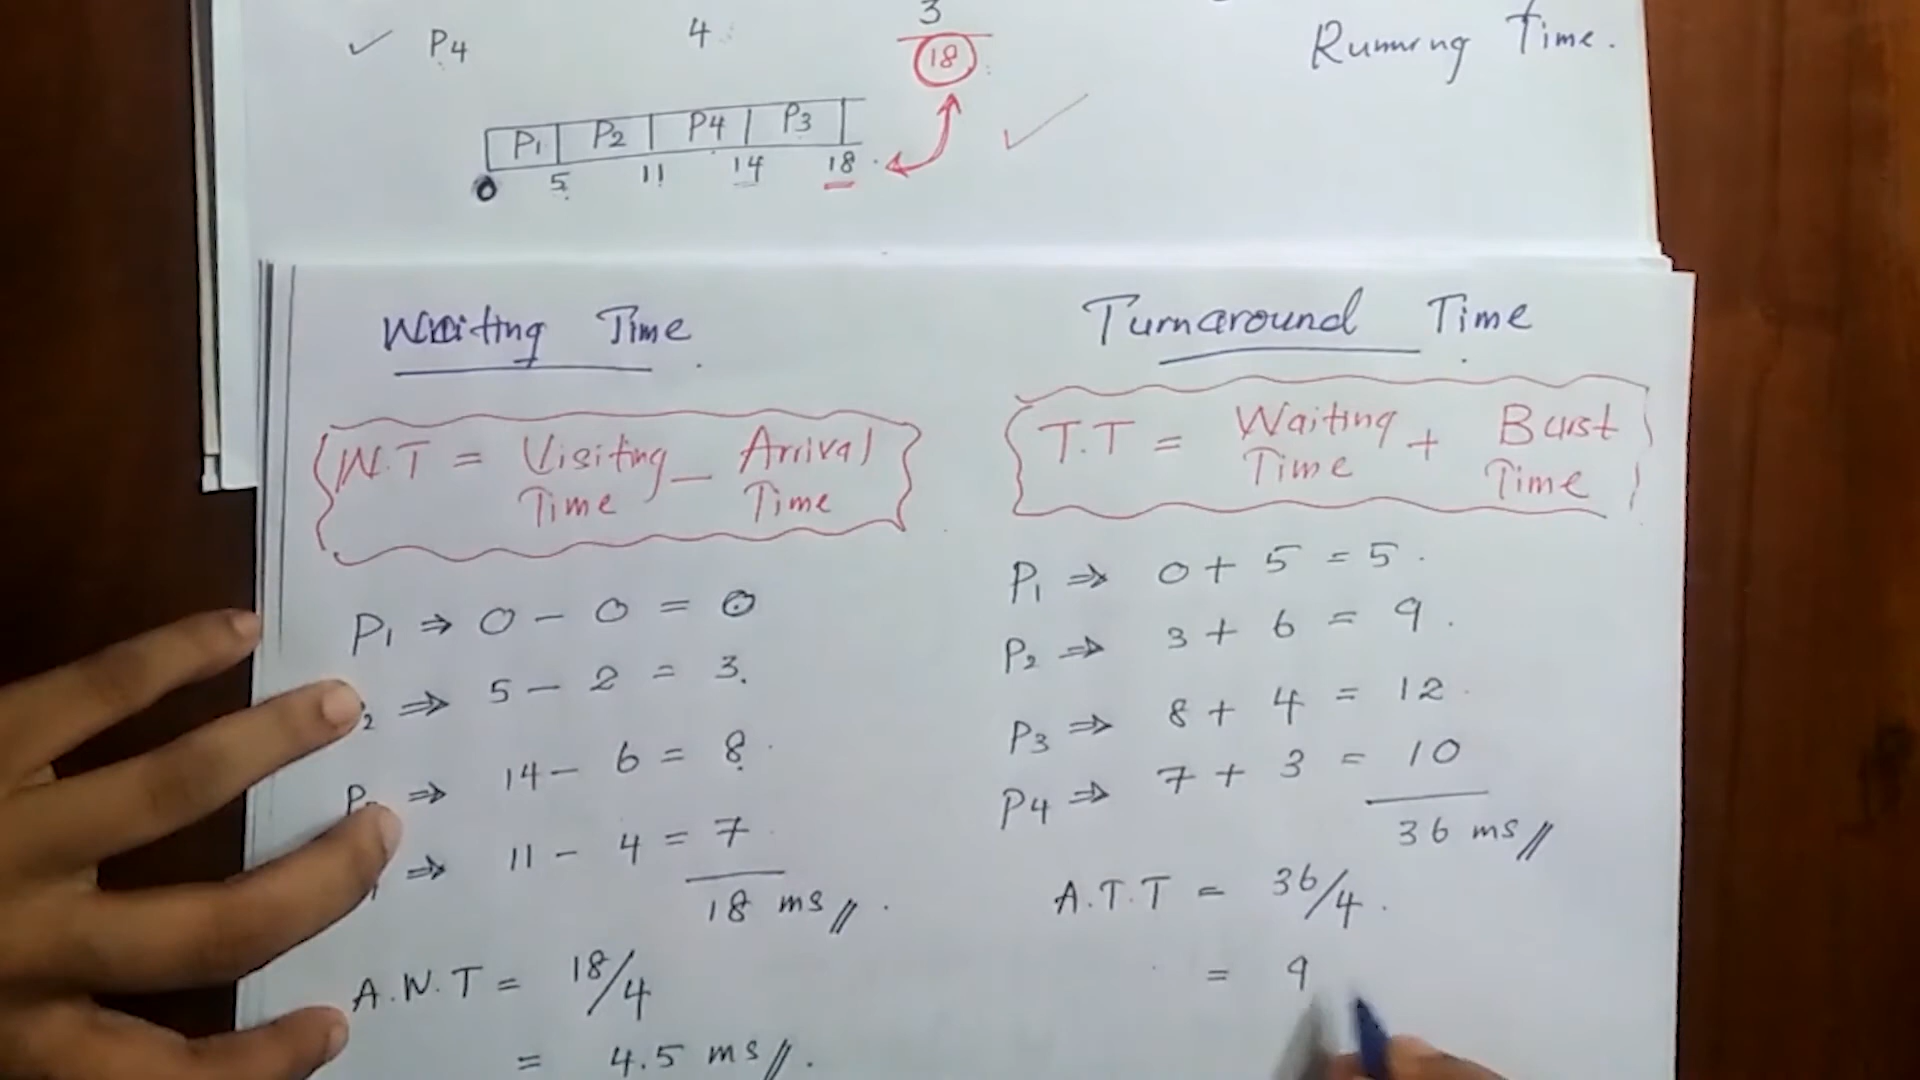 ✓ P4 4 3
18
Running Time.
P1 P2 P4 P3
0 5 11 14 18
Waiting Time
W.T = Visiting Time - Arrival Time
P1 ⇒ 0 - 0 = 0
2 ⇒ 5 - 2 = 3
⇒ 14 - 6 = 8
⇒ 11 - 4 = 7
18 ms //
A.W.T = 18/4
= 4.5 ms //.
Turnaround Time
T.T = Waiting Time + Burst Time
P1 ⇒ 0 + 5 = 5
P2 ⇒ 3 + 6 = 9
P3 ⇒ 8 + 4 = 12
P4 ⇒ 7 + 3 = 10
36 ms //
A.T.T = 36/4
= 9